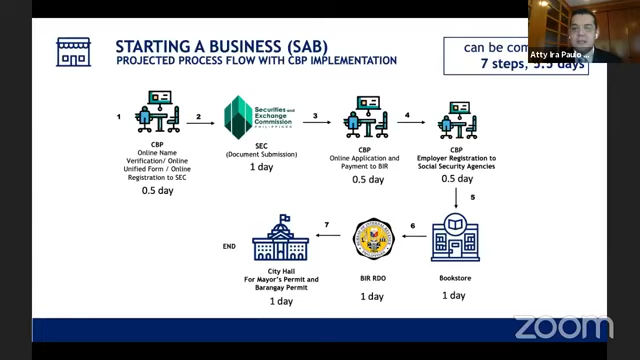 STARTING A BUSINESS (SAB)
PROJECTED PROCESS FLOW WITH CBP IMPLEMENTATION
can be
7 steps, 5.5 days
Atty Ira Paulo
1
2
3
4
Securities and
Exchange
Commission
PHILIPPINES
CBP
Online Name
Verification/ Online
Unified Form / Online
Registration to SEC
0.5 day
SEC
(Document Submission)
1 day
CBP
Online Application and
Payment to BIR
0.5 day
CBP
Employer Registration to
Social Security Agencies
0.5 day
5
7
6
END
City Hall
For Mayor's Permit and
Barangay Permit
1 day
BIR RDO
1 day
Bookstore
1 day
zoom